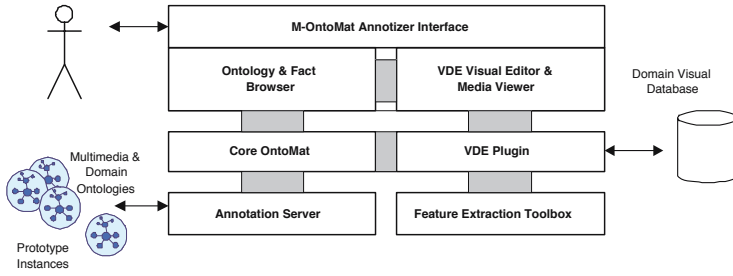 M-OntoMat Annotizer Interface
Ontology & Fact
Browser
VDE Visual Editor &
Media Viewer
Domain Visual
Database
Core OntoMat
VDE Plugin
Multimedia &
Domain
Ontologies
Annotation Server
Feature Extraction Toolbox
Prototype
Instances